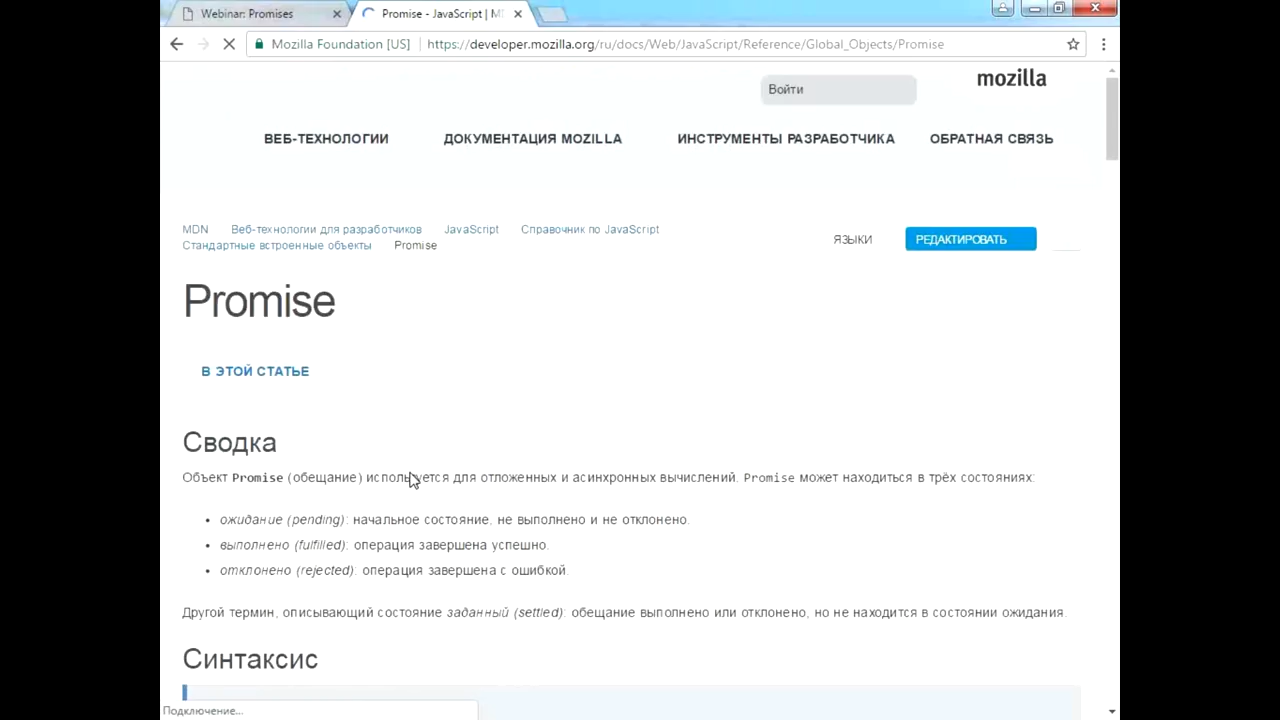 Webinar: Promises
Promise - JavaScript | M
Mozilla Foundation [US]
https://developer.mozilla.org/ru/docs/Web/JavaScript/Reference/Global_Objects/Promise
Войти
mozilla
ВЕБ-ТЕХНОЛОГИИ ДОКУМЕНТАЦИЯ MOZILLA ИНСТРУМЕНТЫ РАЗРАБОТЧИКА ОБРАТНАЯ СВЯЗЬ
MDN Веб-технологии для разработчиков JavaScript Справочник по JavaScript
Стандартные встроенные объекты Promise
ЯЗЫКИ
РЕДАКТИРОВАТЬ
Promise
В ЭТОЙ СТАТЬЕ
Сводка
Объект Promise (обещание) используется для отложенных и асинхронных вычислений. Promise может находиться в трёх состояниях:
• ожидание (pending): начальное состояние, не выполнено и не отклонено.
• выполнено (fulfilled): операция завершена успешно.
• отклонено (rejected): операция завершена с ошибкой.
Другой термин, описывающий состояние заданный (settled): обещание выполнено или отклонено, но не находится в состоянии ожидания.
Синтаксис
Подключение...